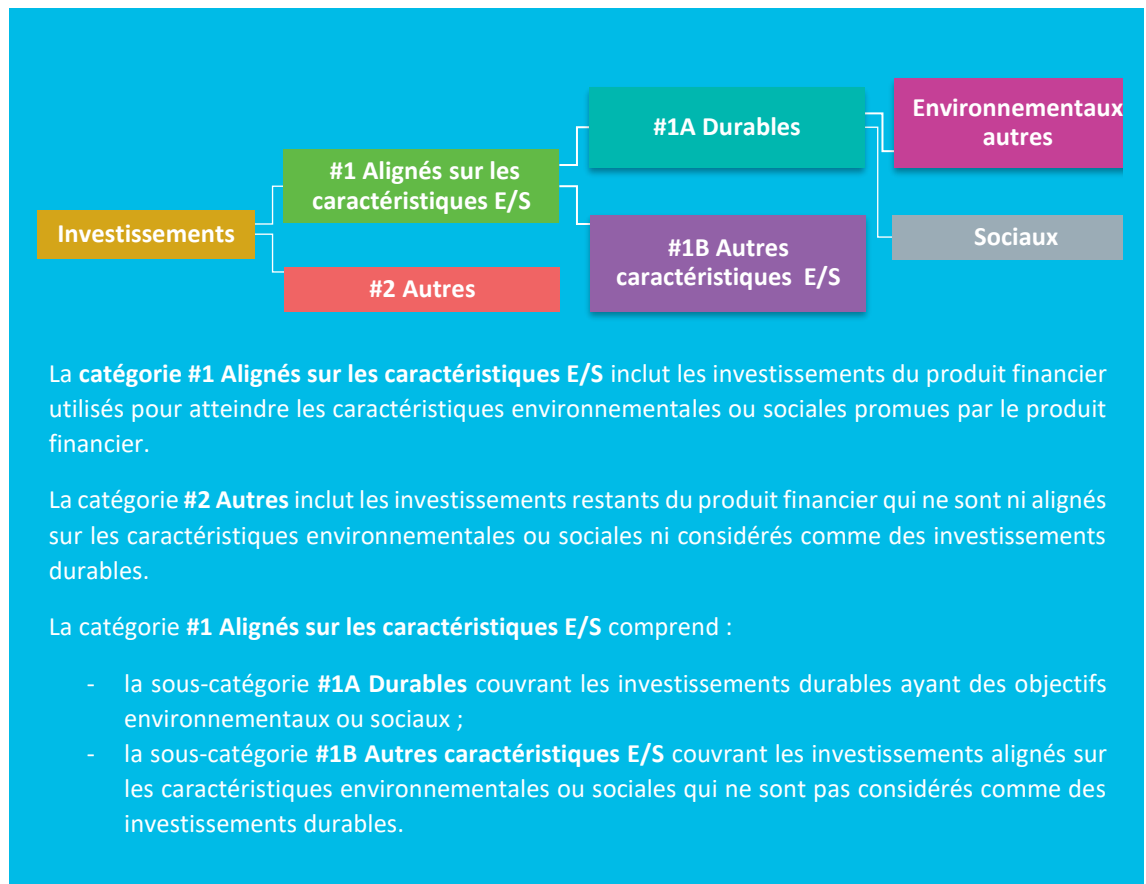 Investissements
#1 Alignés sur les
caractéristiques E/S
#2 Autres
#1A Durables
#1B Autres
caractéristiques  E/S
Environnementaux
autres
Sociaux
La catégorie #1 Alignés sur les caractéristiques E/S inclut les investissements du produit financier
utilisés pour atteindre les caractéristiques environnementales ou sociales promues par le produit
financier.
La catégorie #2 Autres inclut les investissements restants du produit financier qui ne sont ni alignés
sur les caractéristiques environnementales ou sociales ni considérés comme des investissements
durables.
La catégorie #1 Alignés sur les caractéristiques E/S comprend :
- la sous-catégorie #1A Durables couvrant les investissements durables ayant des objectifs
environnementaux ou sociaux ;
- la sous-catégorie #1B Autres caractéristiques E/S couvrant les investissements alignés sur
les caractéristiques environnementales ou sociales qui ne sont pas considérés comme des
investissements durables.